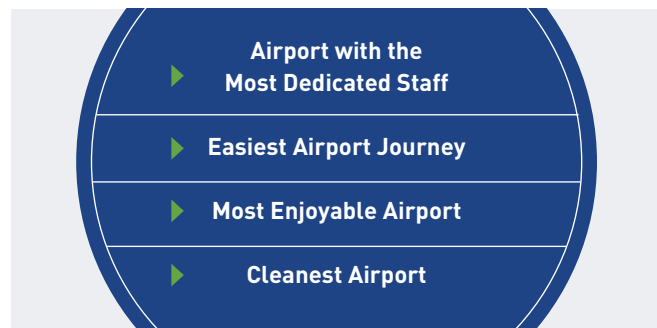 Airport with the
Most Dedicated Staff
Easiest Airport Journey
Most Enjoyable Airport
Cleanest Airport